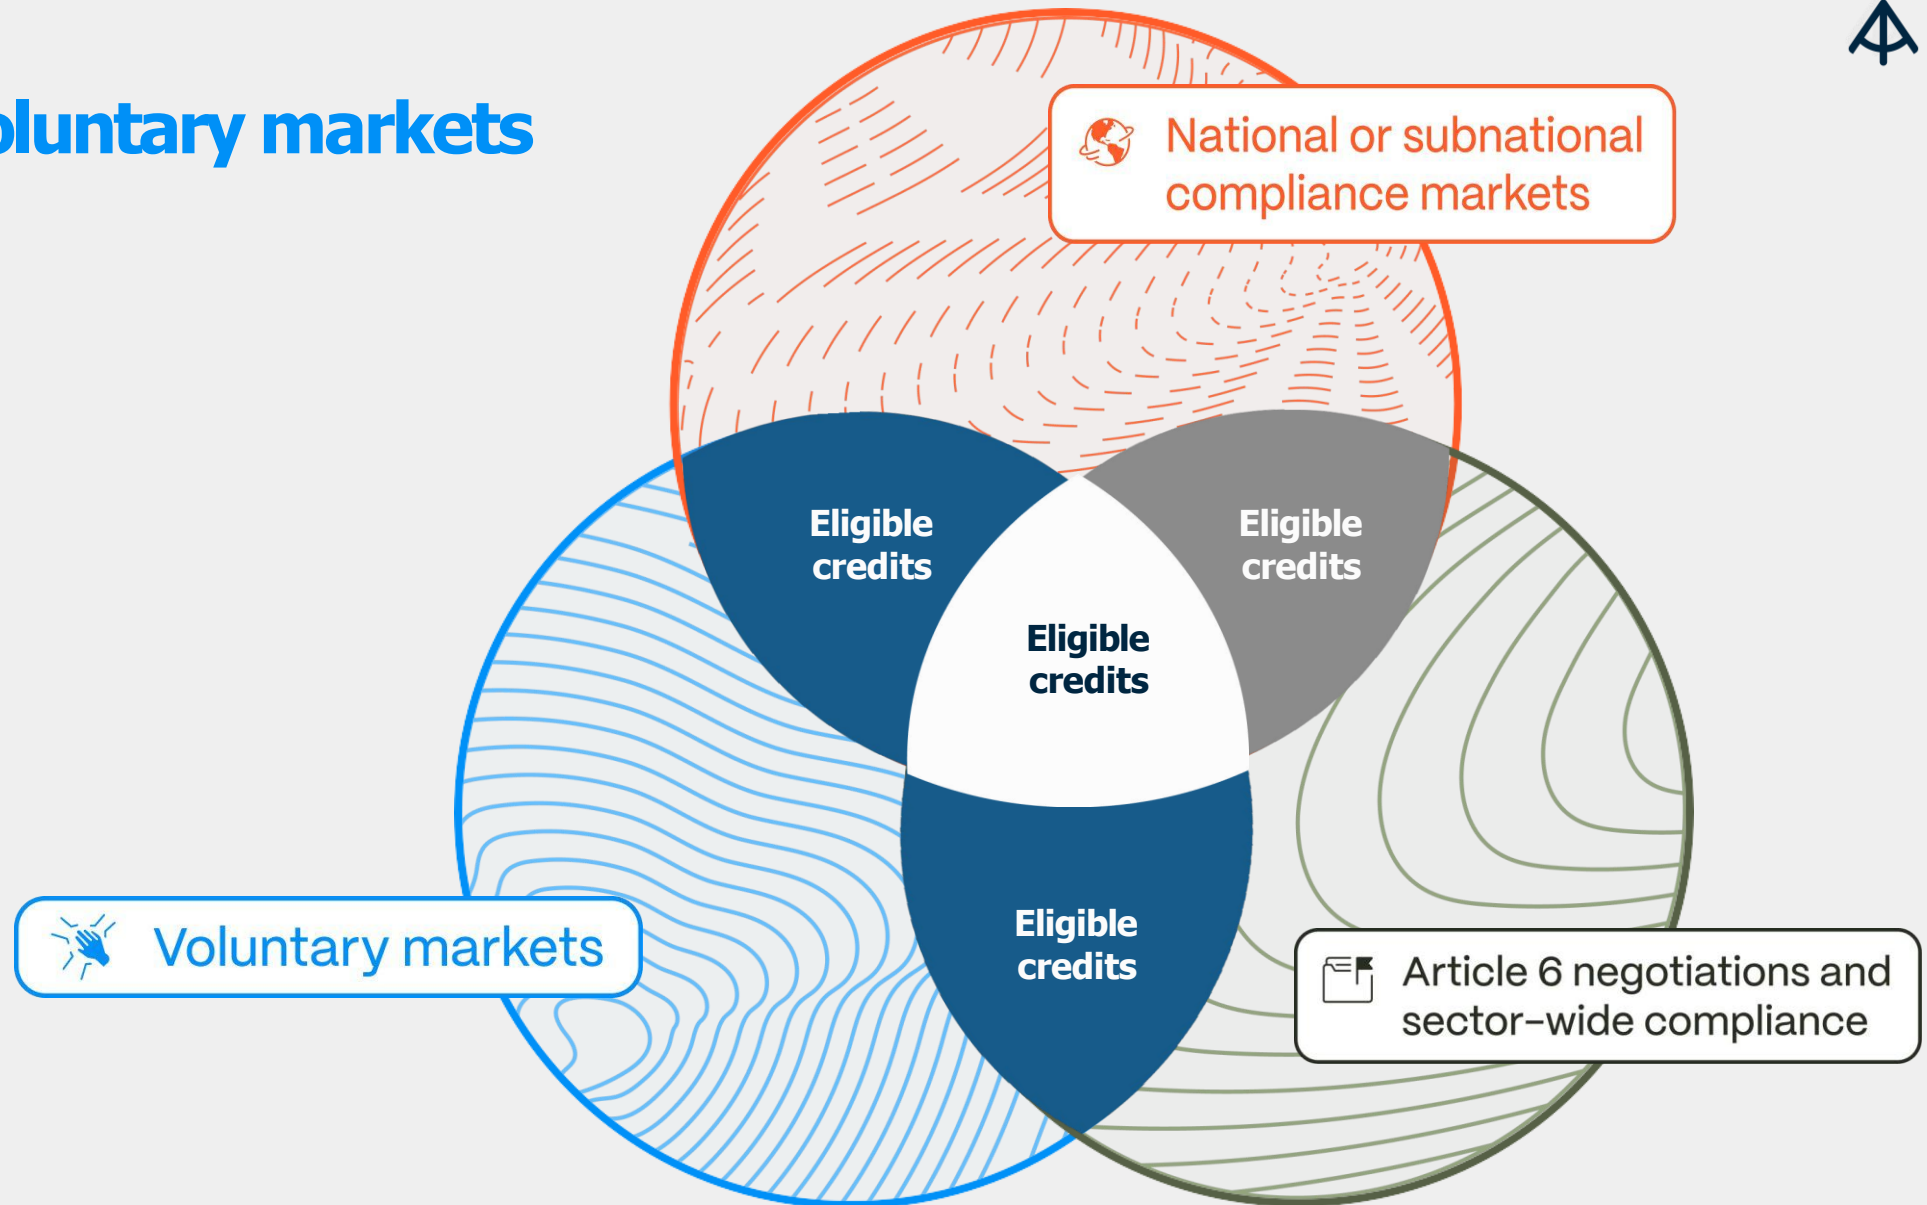 oluntary markets
National or subnational
compliance markets
Eligible
credits
Eligible
credits
Eligible
credits
Eligible
credits
Voluntary markets
Article 6 negotiations and
sector-wide compliance